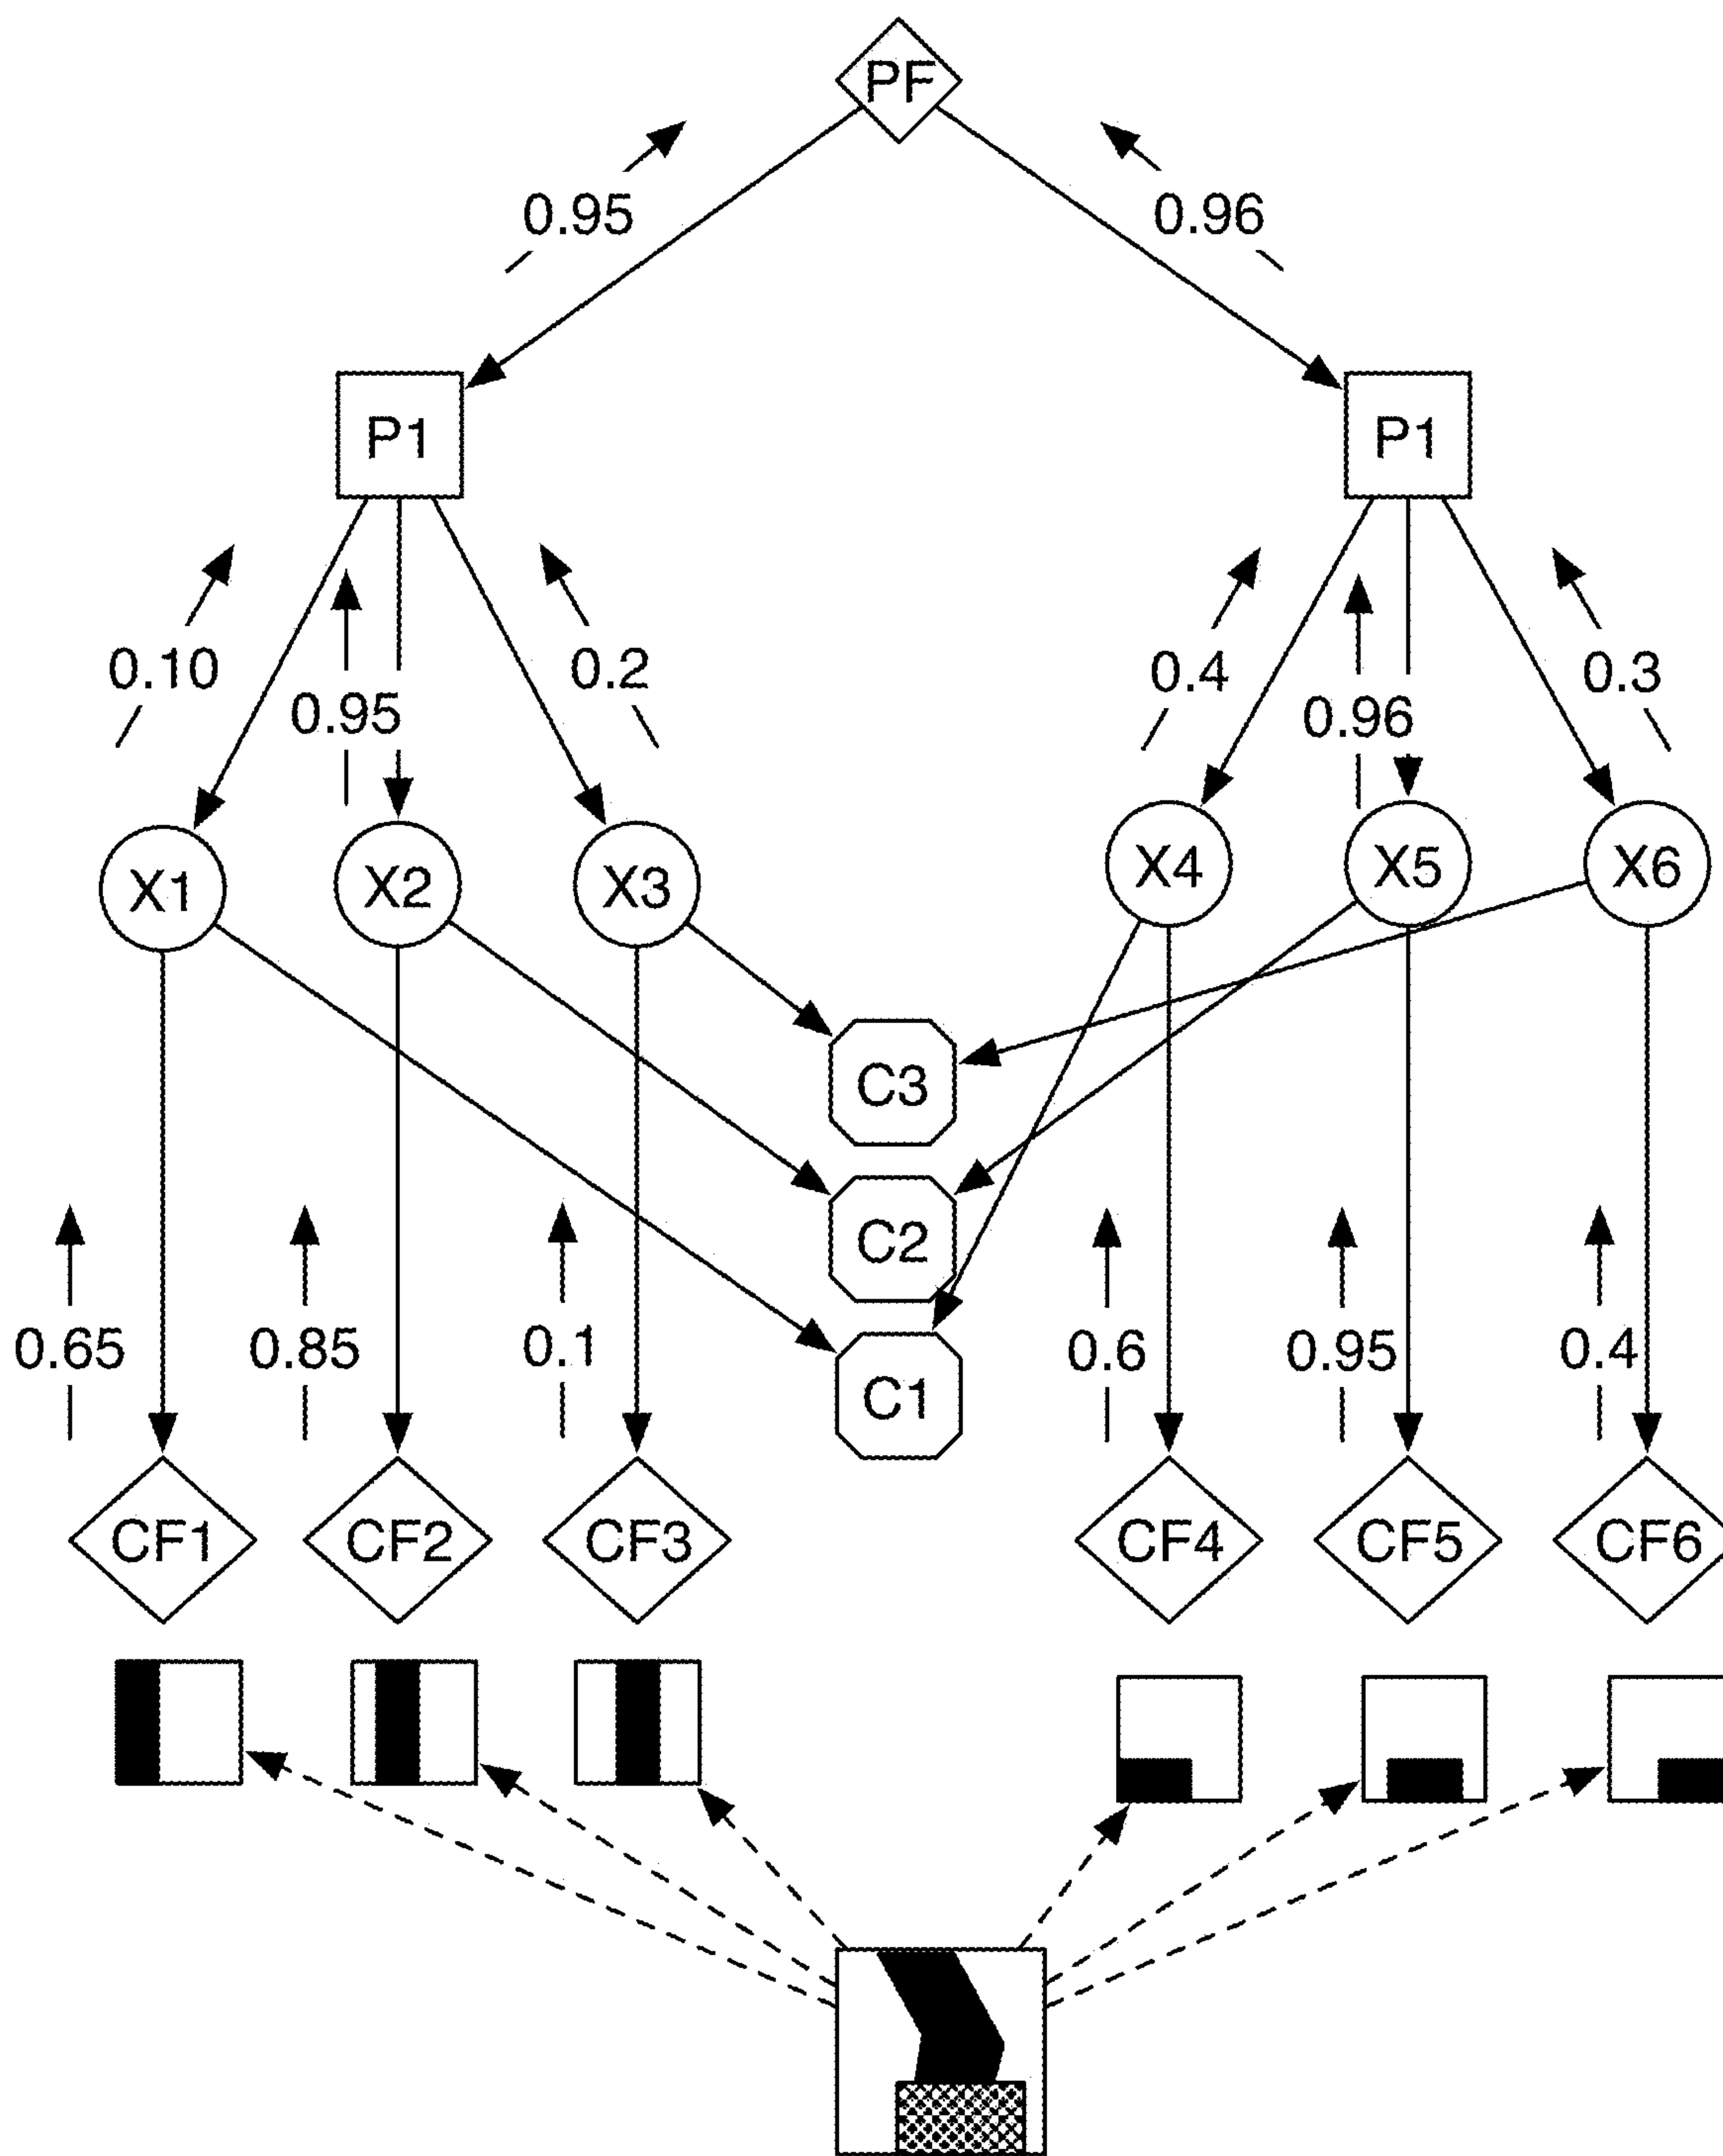 PF
0.95 0.96
P1 P1
0.10 0.95 0.2 0.4 0.96 0.3
X1 X2 X3 X4 X5 X6
C3
C2
0.65 0.85 0.1 0.6 0.95 0.4
C1
CF1 CF2 CF3 CF4 CF5 CF6